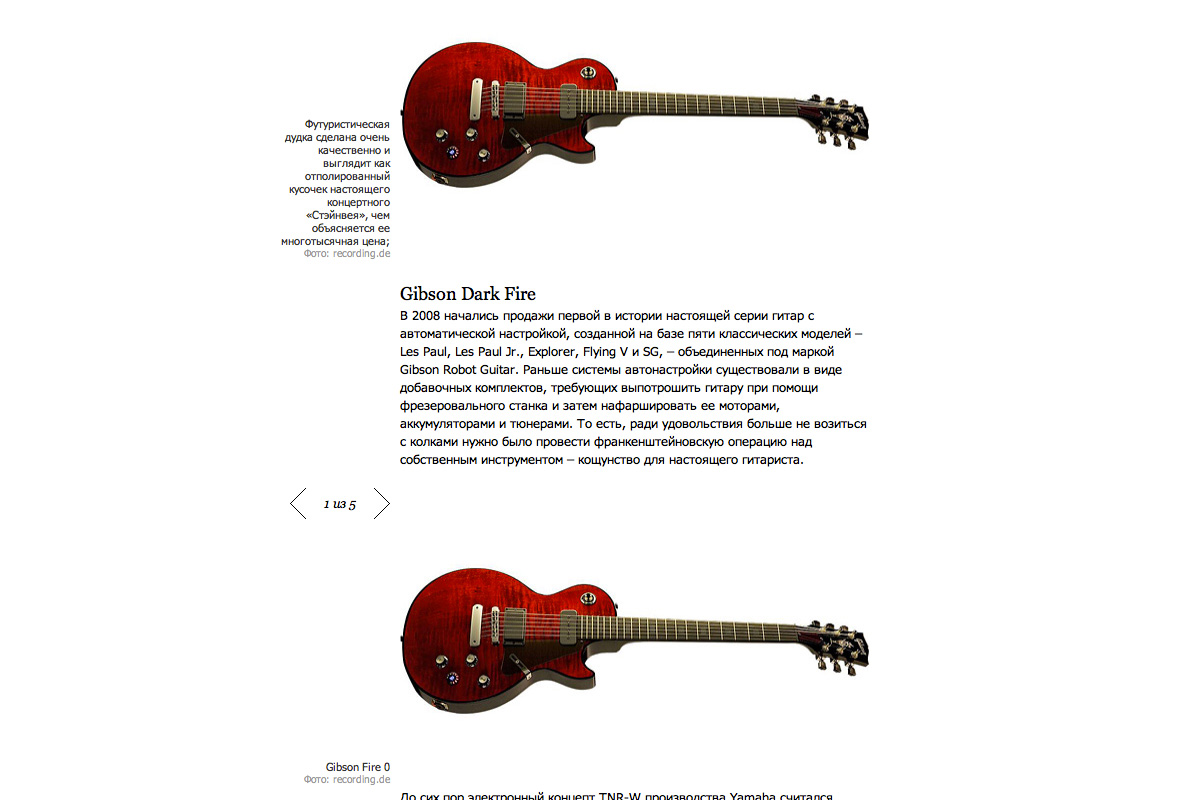 Футуристическая
дудка сделана очень
качественно и
выглядит как
отполированный
кусочек настоящего
концертного
«Стэйнвея», чем
объясняется ее
многотысячная цена;
Фото: recording.de
Gibson Dark Fire
В 2008 начались продажи первой в истории настоящей серии гитар с
автоматической настройкой, созданной на базе пяти классических моделей –
Les Paul, Les Paul Jr., Explorer, Flying V и SG, – объединенных под маркой
Gibson Robot Guitar. Раньше системы автонастройки существовали в виде
добавочных комплектов, требующих выпотрошить гитару при помощи
фрезеровального станка и затем нафаршировать ее моторами,
аккумуляторами и тюнерами. То есть, ради удовольствия больше не возиться
с колками нужно было провести франкенштейновскую операцию над
собственным инструментом – кощунство для настоящего гитариста.
1 из 5
Gibson Fire 0
Фото: recording.de
До сих пор электронный концепт TNR-W производства Yamaha считался